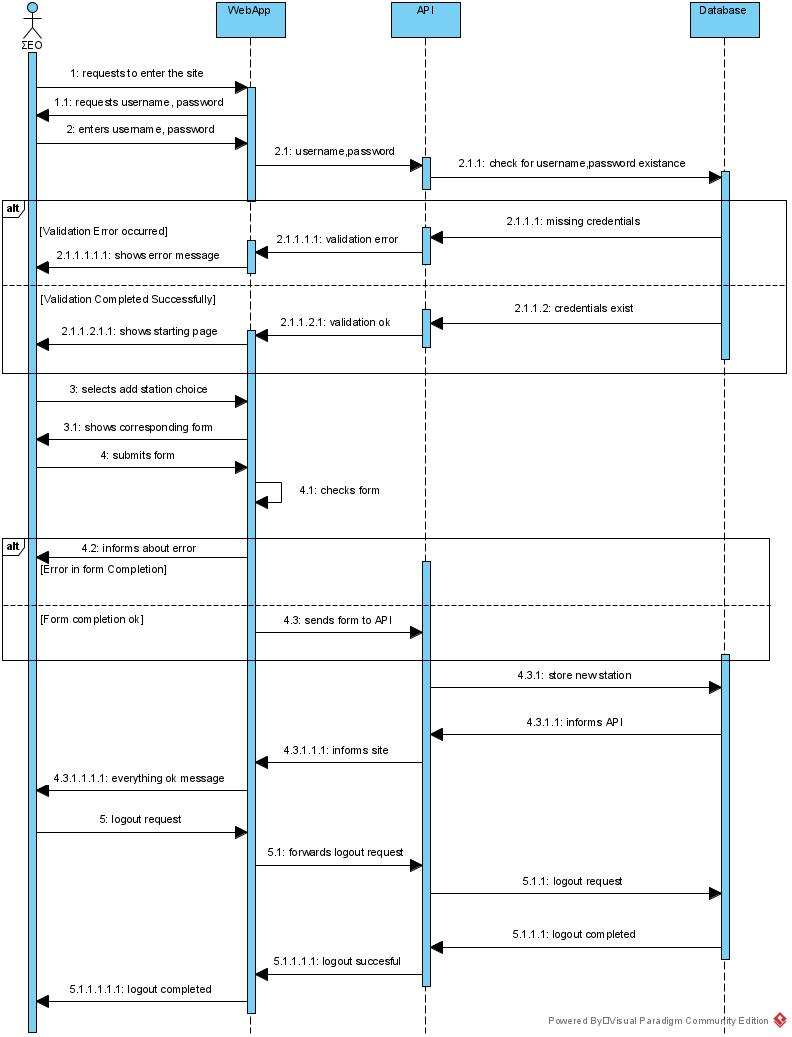 WebApp
API
Database
ΣΕΟ
1: requests to enter the site
1.1: requests username, password
2: enters username, password
2.1: username,password
2.1.1: check for username,password existance
alt
2.1.1.1: missing credentials
[Validation Error occurred]
2.1.1.1.1: validation error
2.1.1.1.1.1: shows error message
[Validation Completed Successfully]
2.1.1.2: credentials exist
2.1.1.2.1: validation ok
2.1.1.2.1.1: shows starting page
3: selects add station choice
3.1: shows corresponding form
4: submits form
4.1: checks form
alt
4.2: informs about error
[Error in form Completion]
[Form completion ok]
4.3: sends form to API
4.3.1: store new station
4.3.1.1: informs API
4.3.1.1.1: informs site
4.3.1.1.1.1: everything ok message
5: logout request
5.1: forwards logout request
5.1.1: logout request
5.1.1.1: logout completed
5.1.1.1.1: logout succesful
5.1.1.1.1.1: logout completed
Powered By▯Visual Paradigm Community Edition